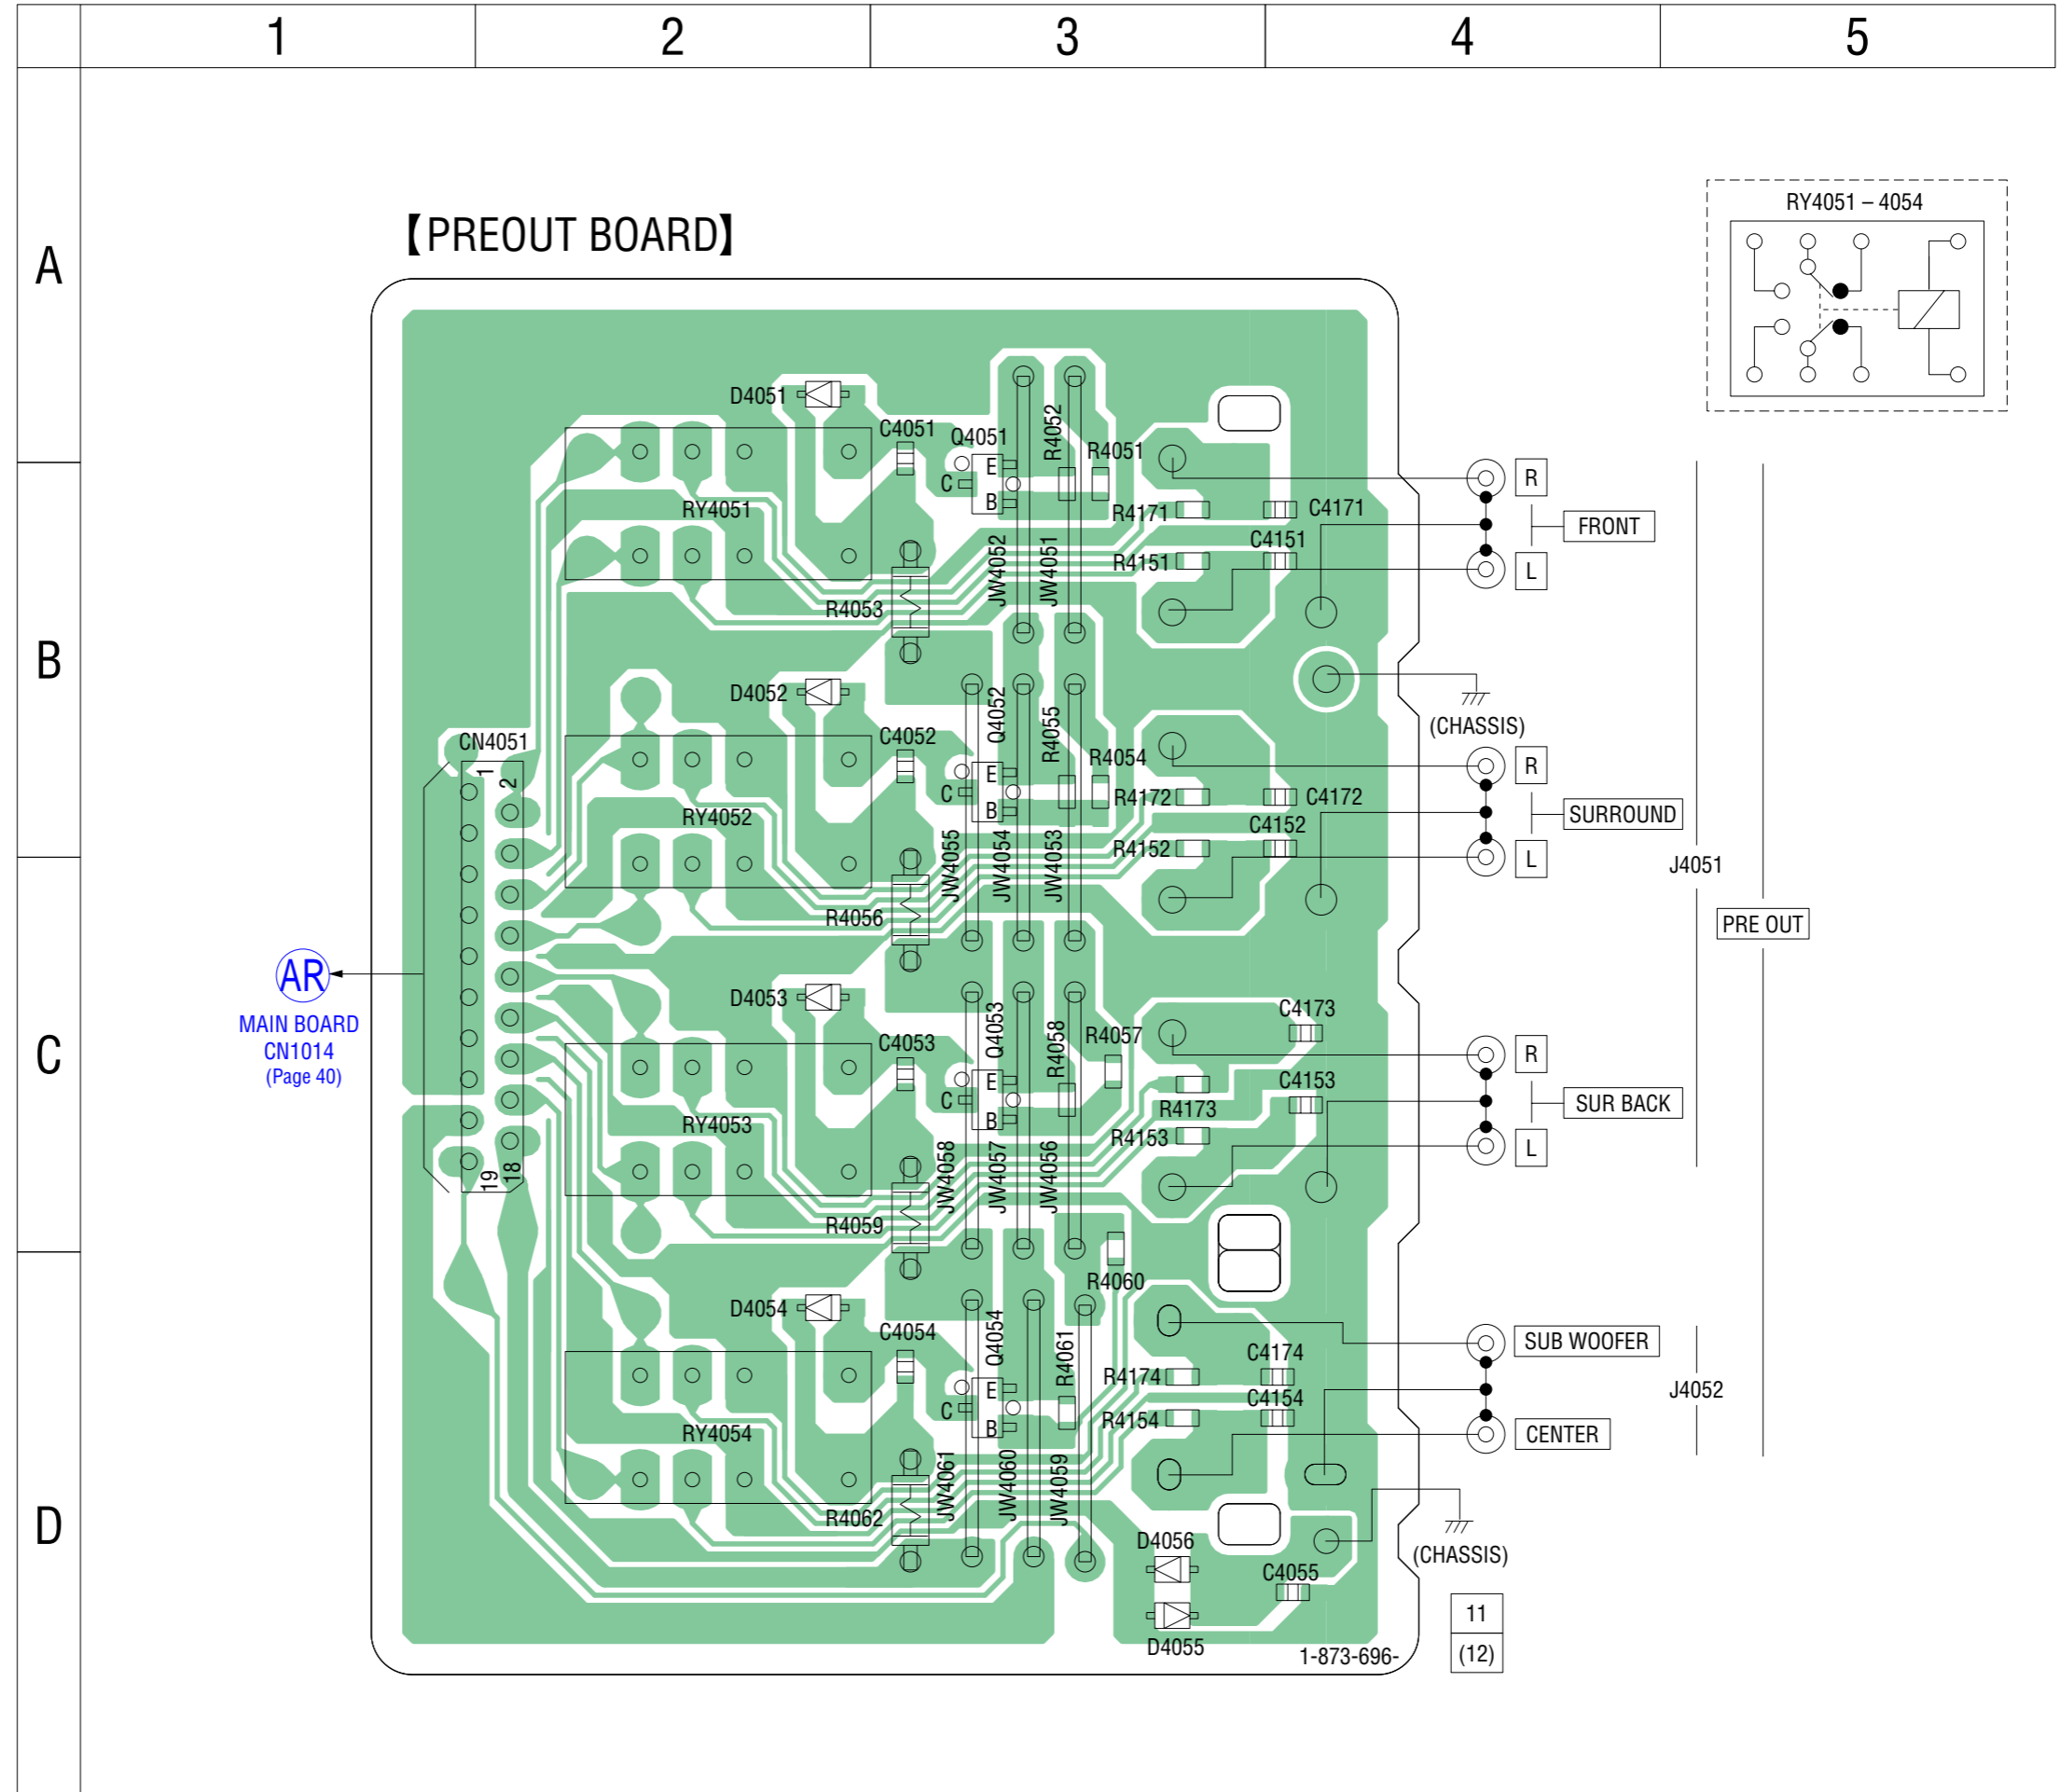 1 2 3 4 5
A
B
C
D
【PREOUT BOARD】
RY4051 – 4054
D4051
C4051
Q4051
R4052
R4051
E
C
B
RY4051
R4171
C4171
C4151
R4151
R4053
JW4052
JW4051
R
FRONT
L
D4052
C4052
Q4052
R4055
R4054
(CHASSIS)
CN4051
1
2
E
C
B
RY4052
R4172
C4172
C4152
R4152
R4056
JW4055
JW4054
JW4053
R
SURROUND
L
J4051
PRE OUT
AR
MAIN BOARD
CN1014
(Page 40)
D4053
C4053
Q4053
R4058
R4057
C4173
C4153
E
C
B
RY4053
R4173
R4153
19
18
R4059
JW4058
JW4057
JW4056
R
SUR BACK
L
R4060
D4054
C4054
Q4054
R4061
E
C
B
RY4054
R4174
C4174
C4154
R4154
R4062
JW4061
JW4060
JW4059
SUB WOOFER
CENTER
J4052
D4056
(CHASSIS)
C4055
D4055
1-873-696-
11
(12)